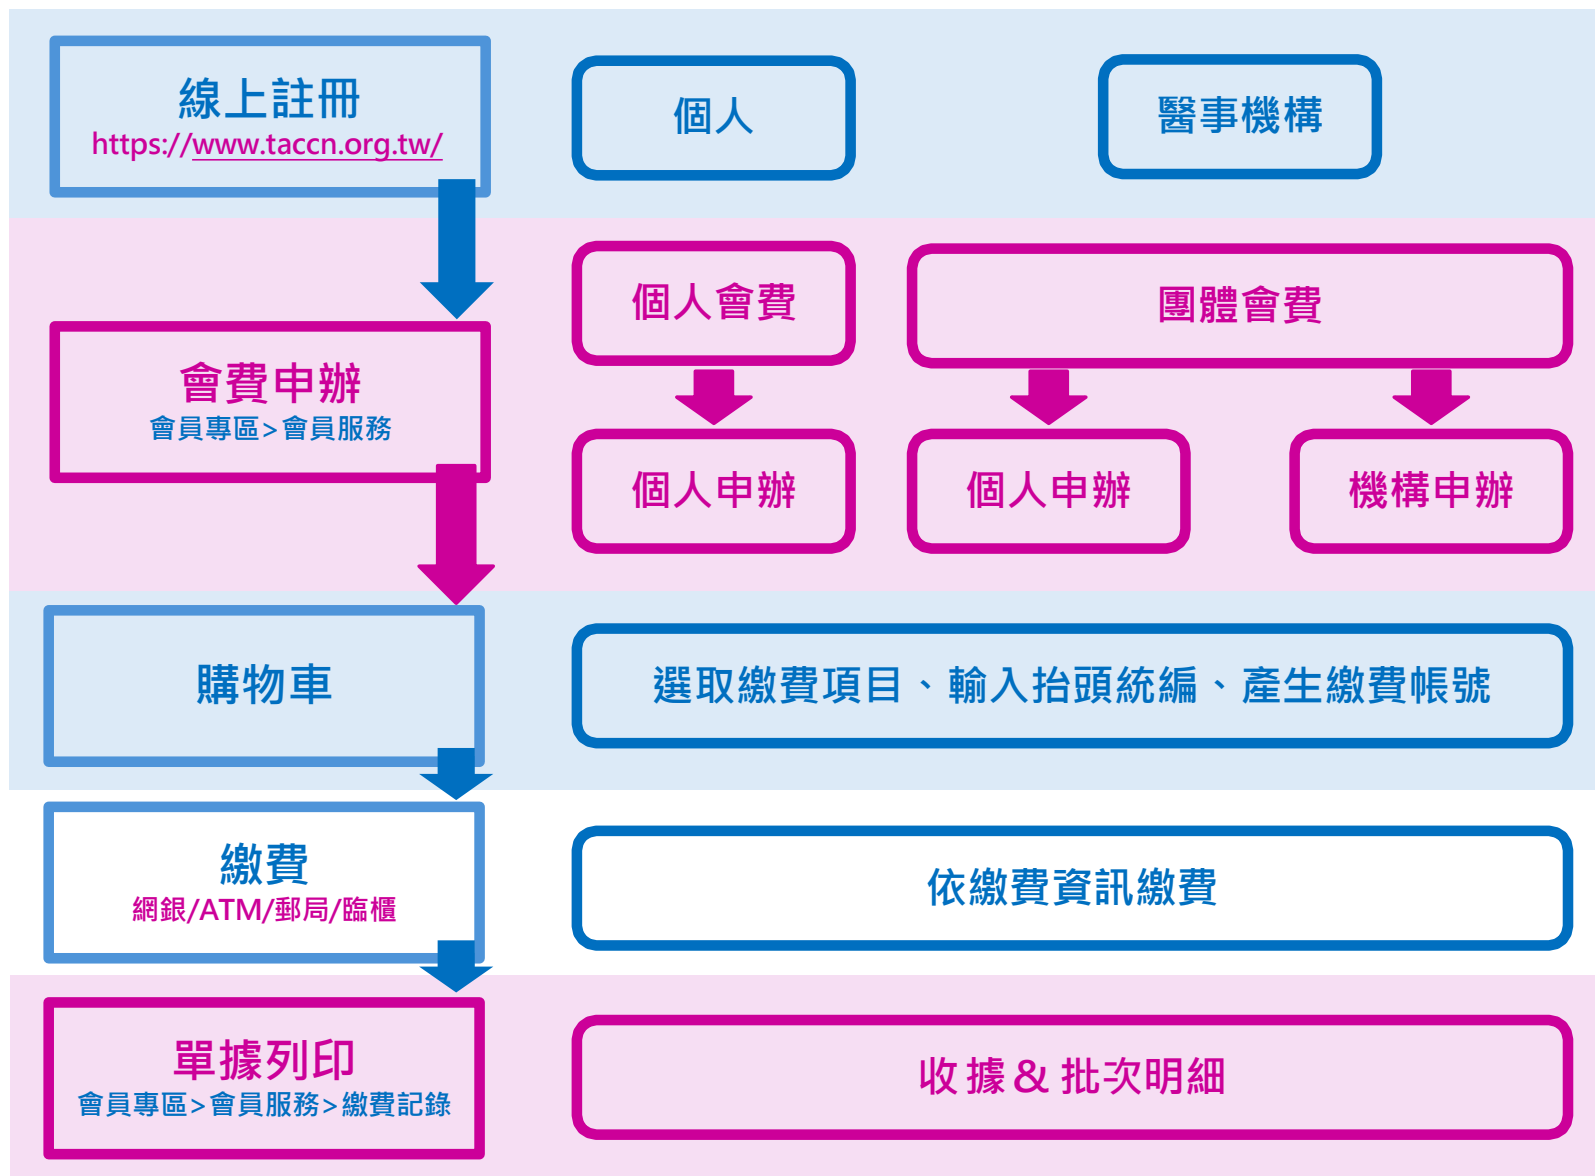 線上註冊
https://www.taccn.org.tw/
個人
醫事機構
個人會費
團體會費
會費申辦
會員專區>會員服務
個人申辦
個人申辦
機構申辦
購物車
選取繳費項目、輸入抬頭統編、產生繳費帳號
繳費
網銀/ATM/郵局/臨櫃
依繳費資訊繳費
單據列印
會員專區>會員服務>繳費記錄
收據& 批次明細